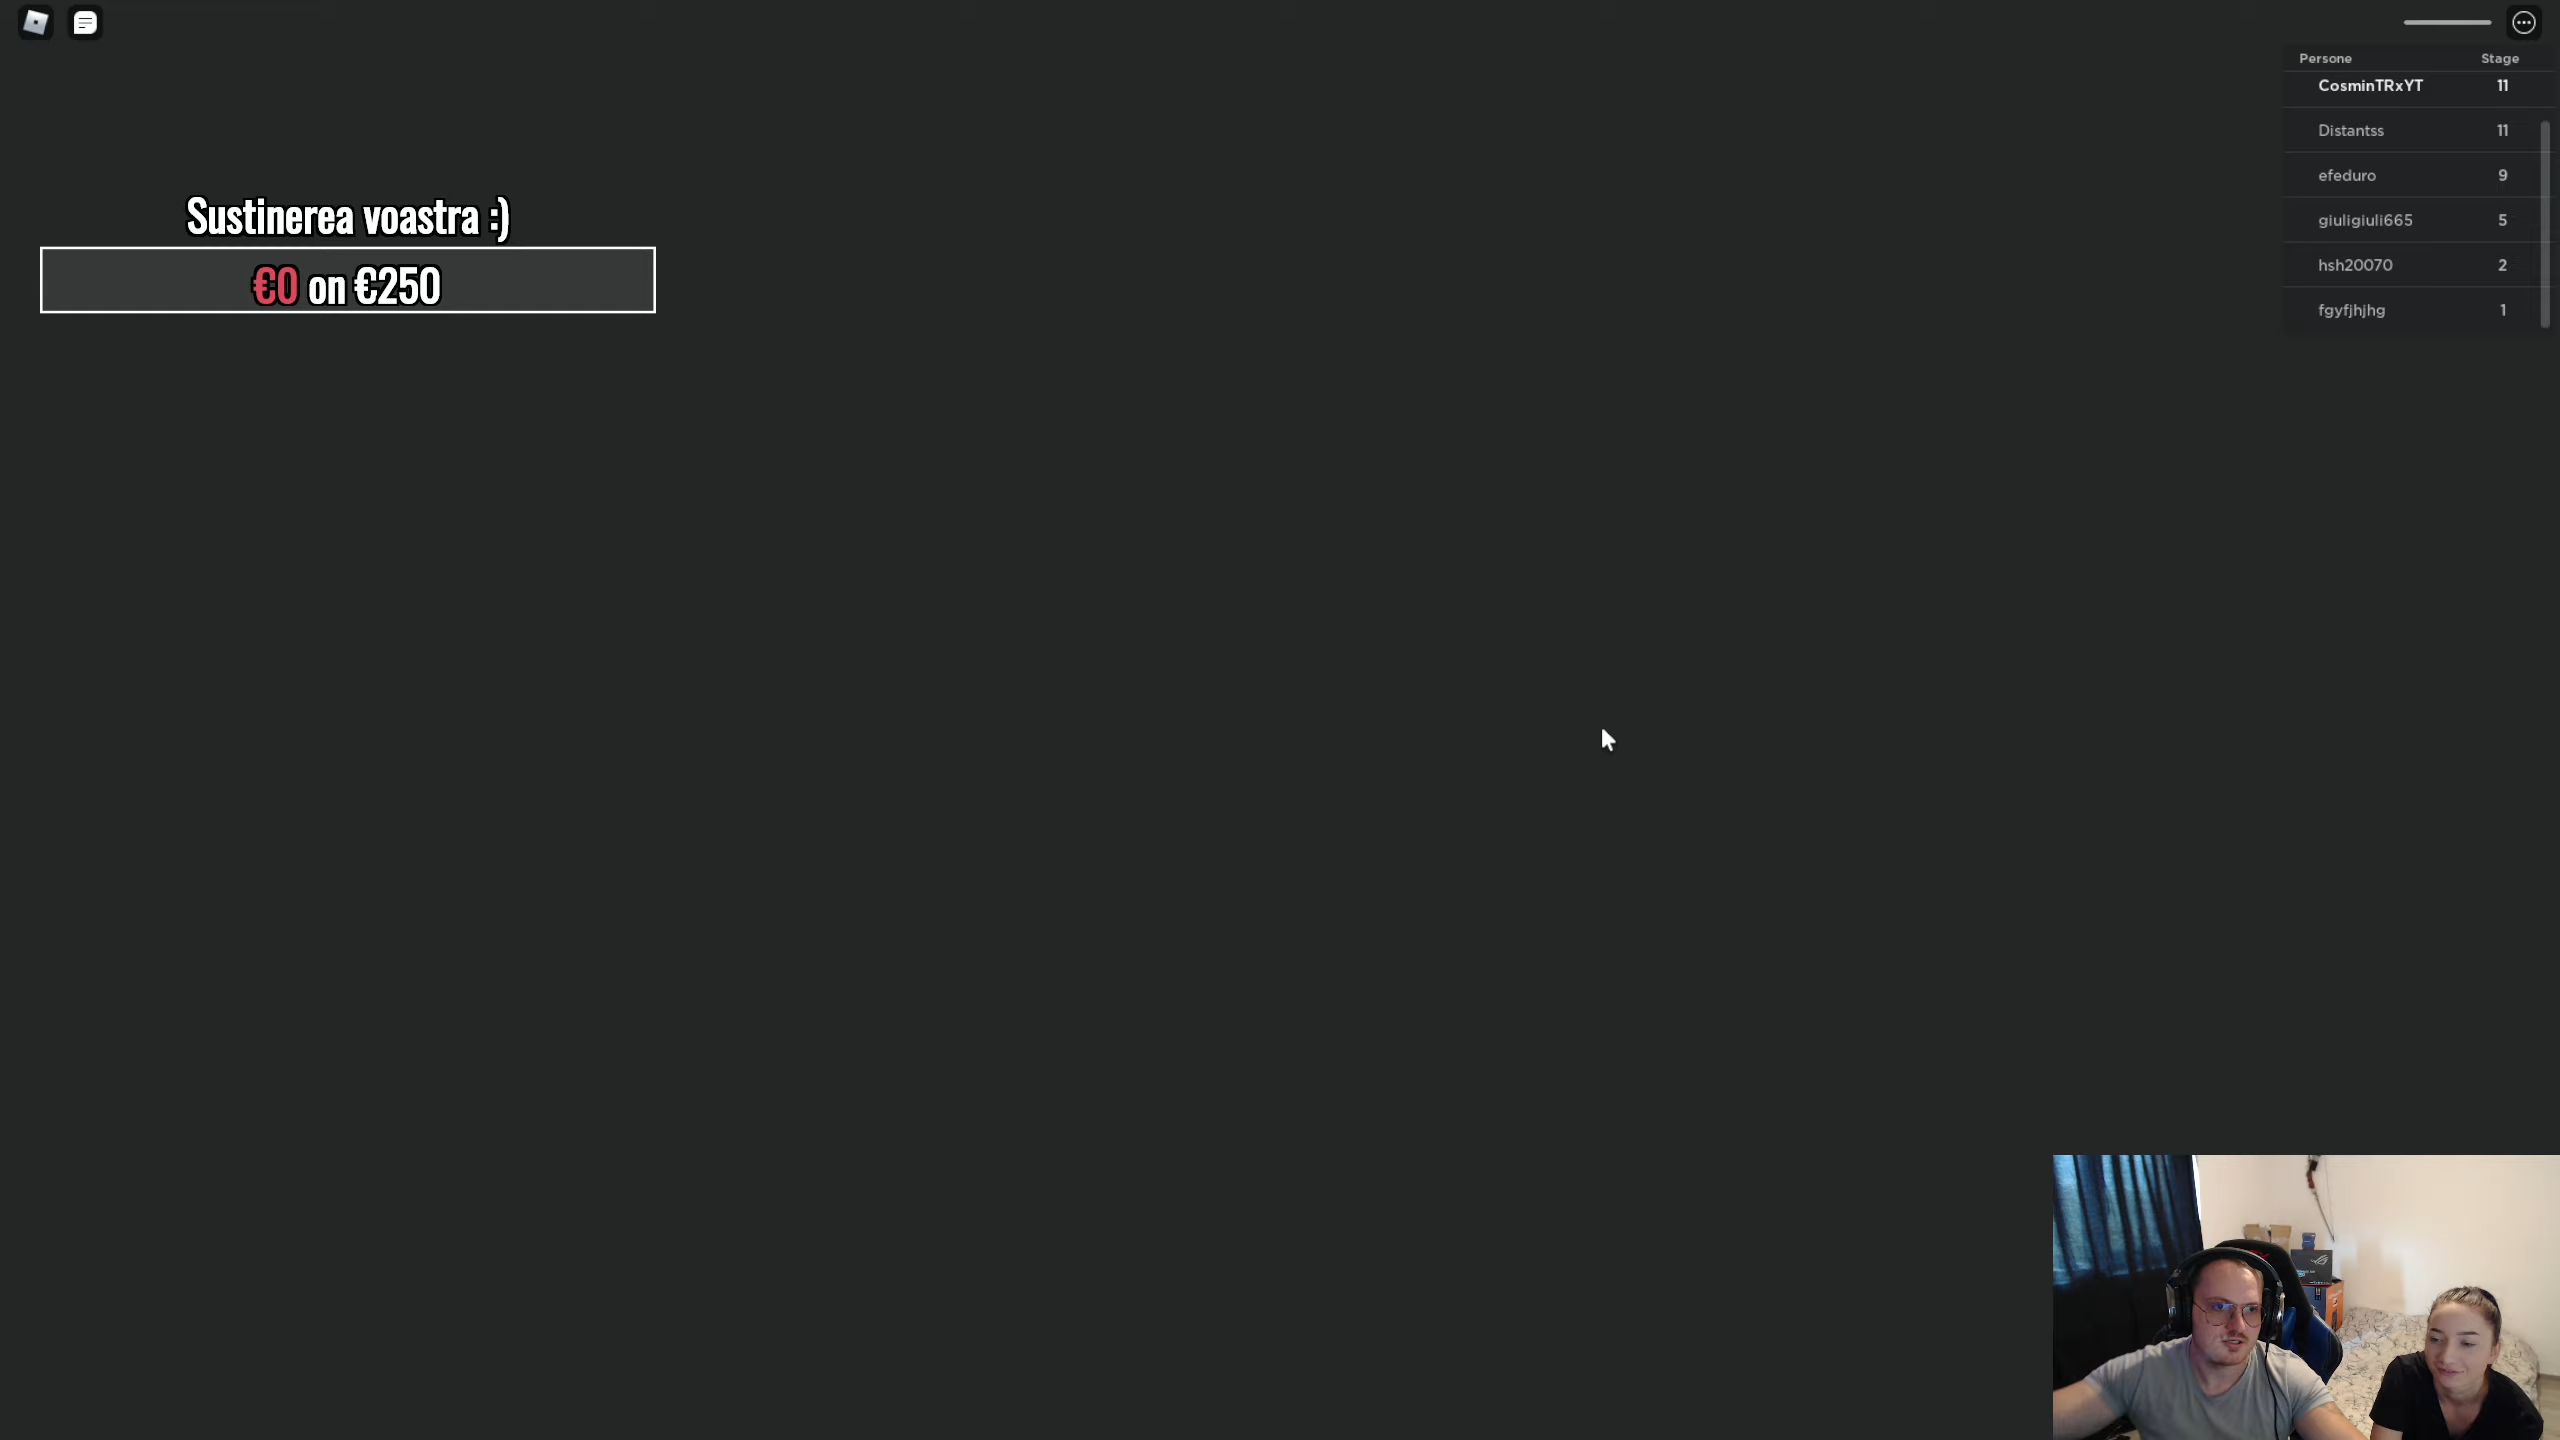 Persone Stage
CosminTRxYT 11
Distantss 11
efeduro 9
giuligiuli665 5
hsh20070 2
fgyfjhjhg 1
Sustinerea voastra :)
€0 on €250